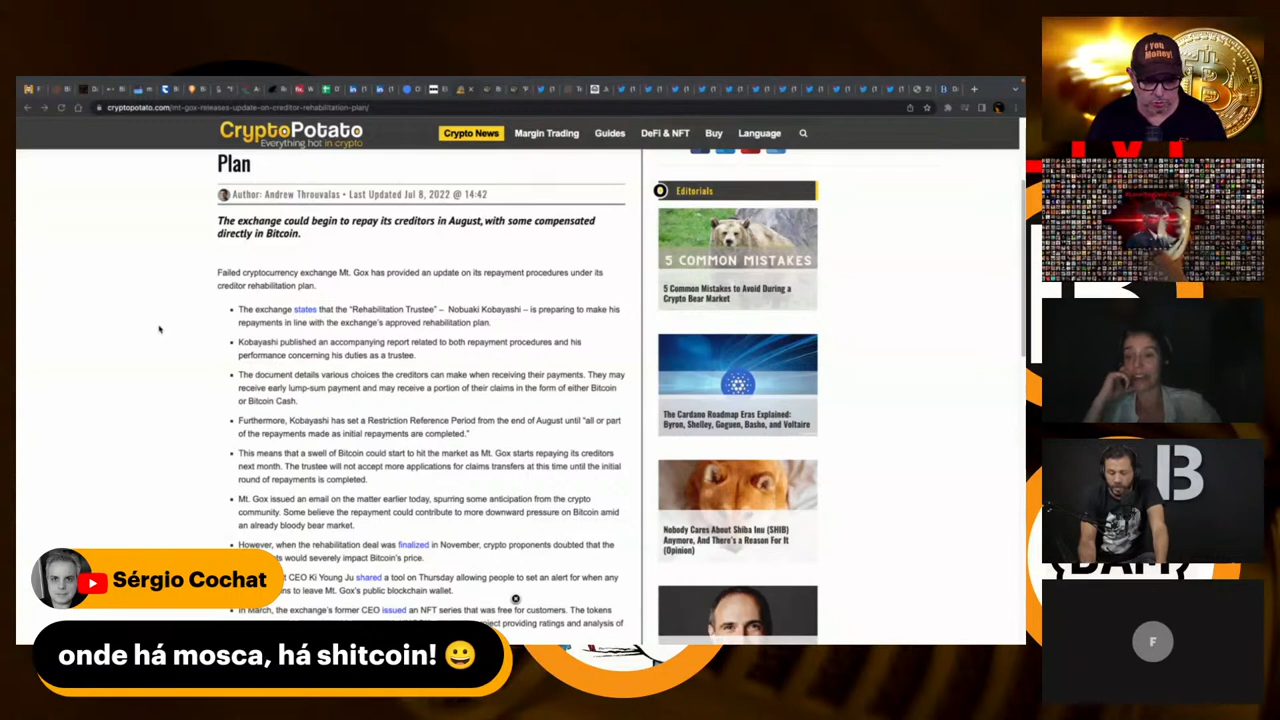 cryptopotato.com/mt-gox-releases-update-on-creditor-rehabilitation-plan/
CryptoPotato
Everything hot in crypto
Crypto News
Margin Trading
Guides
DeFi & NFT
Buy
Language
Plan
Author: Andrew Throuvalas • Last Updated Jul 8, 2022 @ 14:42
The exchange could begin to repay its creditors in August, with some compensated
directly in Bitcoin.
Failed cryptocurrency exchange Mt. Gox has provided an update on its repayment procedures under its
creditor rehabilitation plan.
The exchange states that the “Rehabilitation Trustee” – Nobuaki Kobayashi – is preparing to make his
repayments in line with the exchange's approved rehabilitation plan.
Kobayashi published an accompanying report related to both repayment procedures and his
performance concerning his duties as a trustee.
The document details various choices the creditors can make when receiving their payments. They may
receive early lump-sum payment and may receive a portion of their claims in the form of either Bitcoin
or Bitcoin Cash.
Furthermore, Kobayashi has set a Restriction Reference Period from the end of August until “all or part
of the repayments made as initial repayments are completed.”
This means that a swell of Bitcoin could start to hit the market as Mt. Gox starts repaying its creditors
next month. The trustee will not accept more applications for claims transfers at this time until the initial
round of repayments is completed.
Mt. Gox issued an email on the matter earlier today, spurring some anticipation from the crypto
community. Some believe the repayment could contribute to more downward pressure on Bitcoin amid
an already bloody bear market.
However, when the rehabilitation deal was finalized in November, crypto proponents doubted that the
would severely impact Bitcoin's price.
CEO Ki Young Ju shared a tool on Thursday allowing people to set an alert for when any
to leave Mt. Gox's public blockchain wallet.
In March, the exchange's former CEO issued an NFT series that was free for customers. The tokens
providing ratings and analysis of
Editorials
5 COMMON MISTAKES
5 Common Mistakes to Avoid During a
Crypto Bear Market
The Cardano Roadmap Eras Explained:
Byron, Shelley, Goguen, Basho, and Voltaire
Nobody Cares About Shiba Inu (SHIB)
Anymore, And There's a Reason For It
(Opinion)
Sérgio Cochat
onde há mosca, há shitcoin! 😀
F You
Money!
B
F